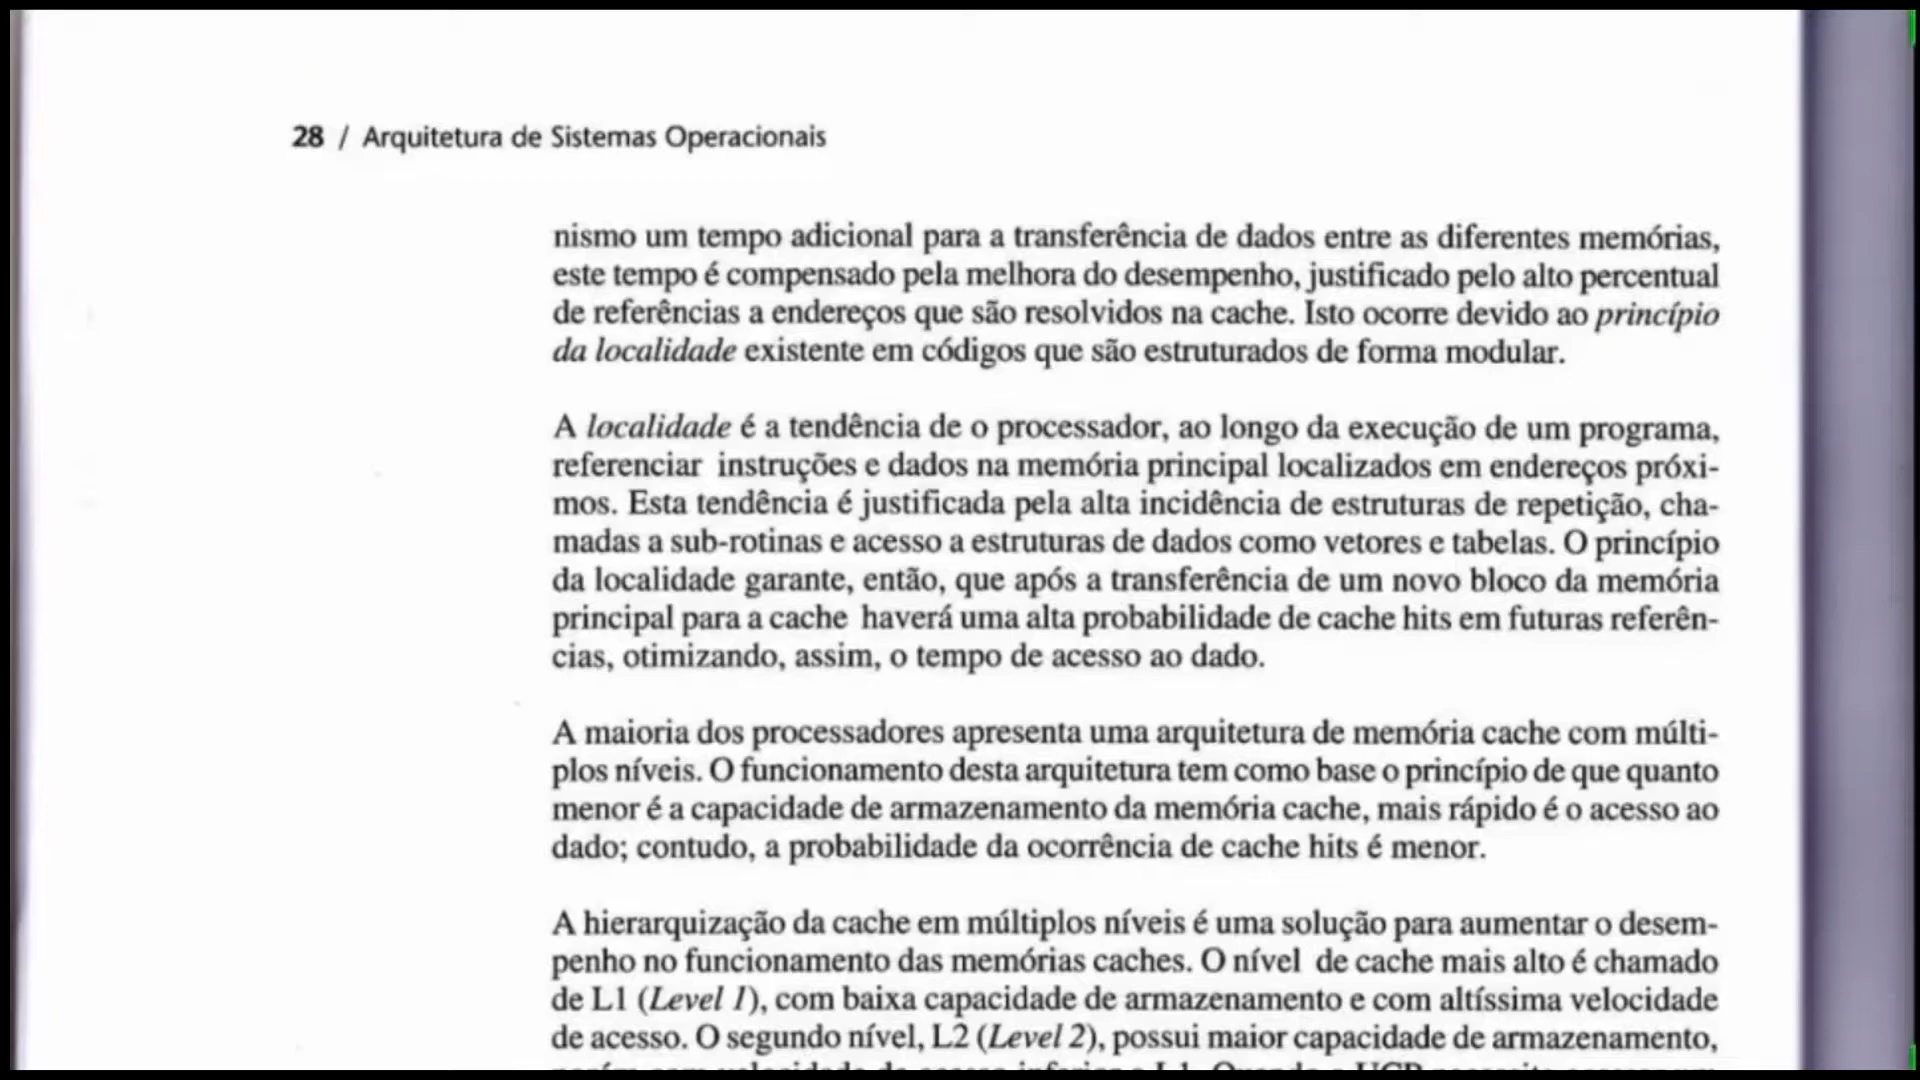 28 / Arquitetura de Sistemas Operacionais
nismo um tempo adicional para a transferência de dados entre as diferentes memórias,
este tempo é compensado pela melhora do desempenho, justificado pelo alto percentual
de referências a endereços que são resolvidos na cache. Isto ocorre devido ao princípio
da localidade existente em códigos que são estruturados de forma modular.
A localidade é a tendência de o processador, ao longo da execução de um programa,
referenciar instruções e dados na memória principal localizados em endereços próxi-
mos. Esta tendência é justificada pela alta incidência de estruturas de repetição, cha-
madas a sub-rotinas e acesso a estruturas de dados como vetores e tabelas. O princípio
da localidade garante, então, que após a transferência de um novo bloco da memória
principal para a cache haverá uma alta probabilidade de cache hits em futuras referên-
cias, otimizando, assim, o tempo de acesso ao dado.
A maioria dos processadores apresenta uma arquitetura de memória cache com múlti-
plos níveis. O funcionamento desta arquitetura tem como base o princípio de que quanto
menor é a capacidade de armazenamento da memória cache, mais rápido é o acesso ao
dado; contudo, a probabilidade da ocorrência de cache hits é menor.
A hierarquização da cache em múltiplos níveis é uma solução para aumentar o desem-
penho no funcionamento das memórias caches. O nível de cache mais alto é chamado
de L1 (Level 1), com baixa capacidade de armazenamento e com altíssima velocidade
de acesso. O segundo nível, L2 (Level 2), possui maior capacidade de armazenamento,